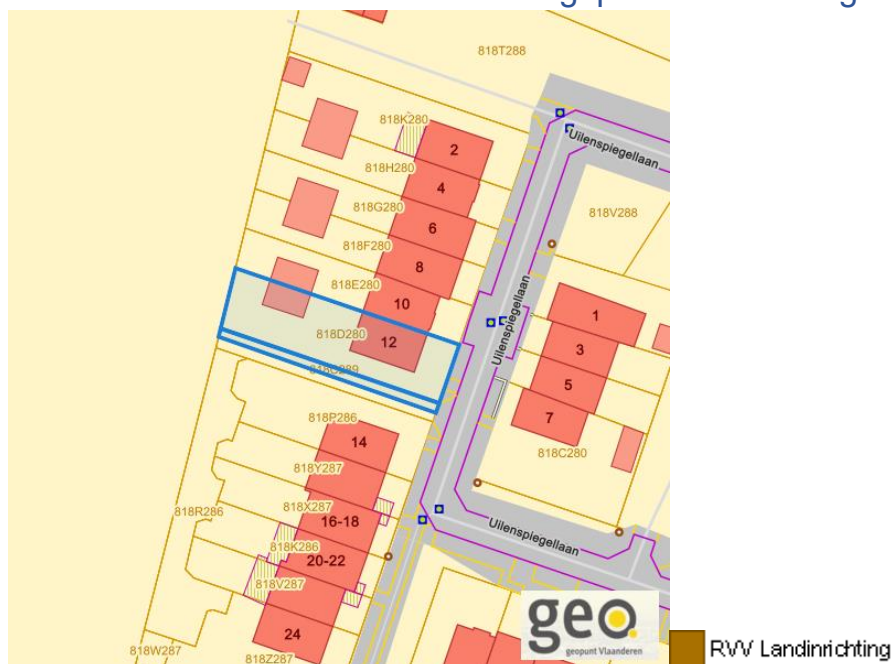 818T288
Uilenspiegellaan
818K280
2
818H280
4
818G280
6
818V288
818F280
8
818E280
10
Uilenspiegellaan
1
818D280
12
3
5
7
818P286
14
818C280
818Y287
818R286
818X287
16-18
Uilenspiegellaan
818K286
20-22
818V287
24
818W287
818Z287
geo
geopunt Vlaanderen
RVV Landinrichting